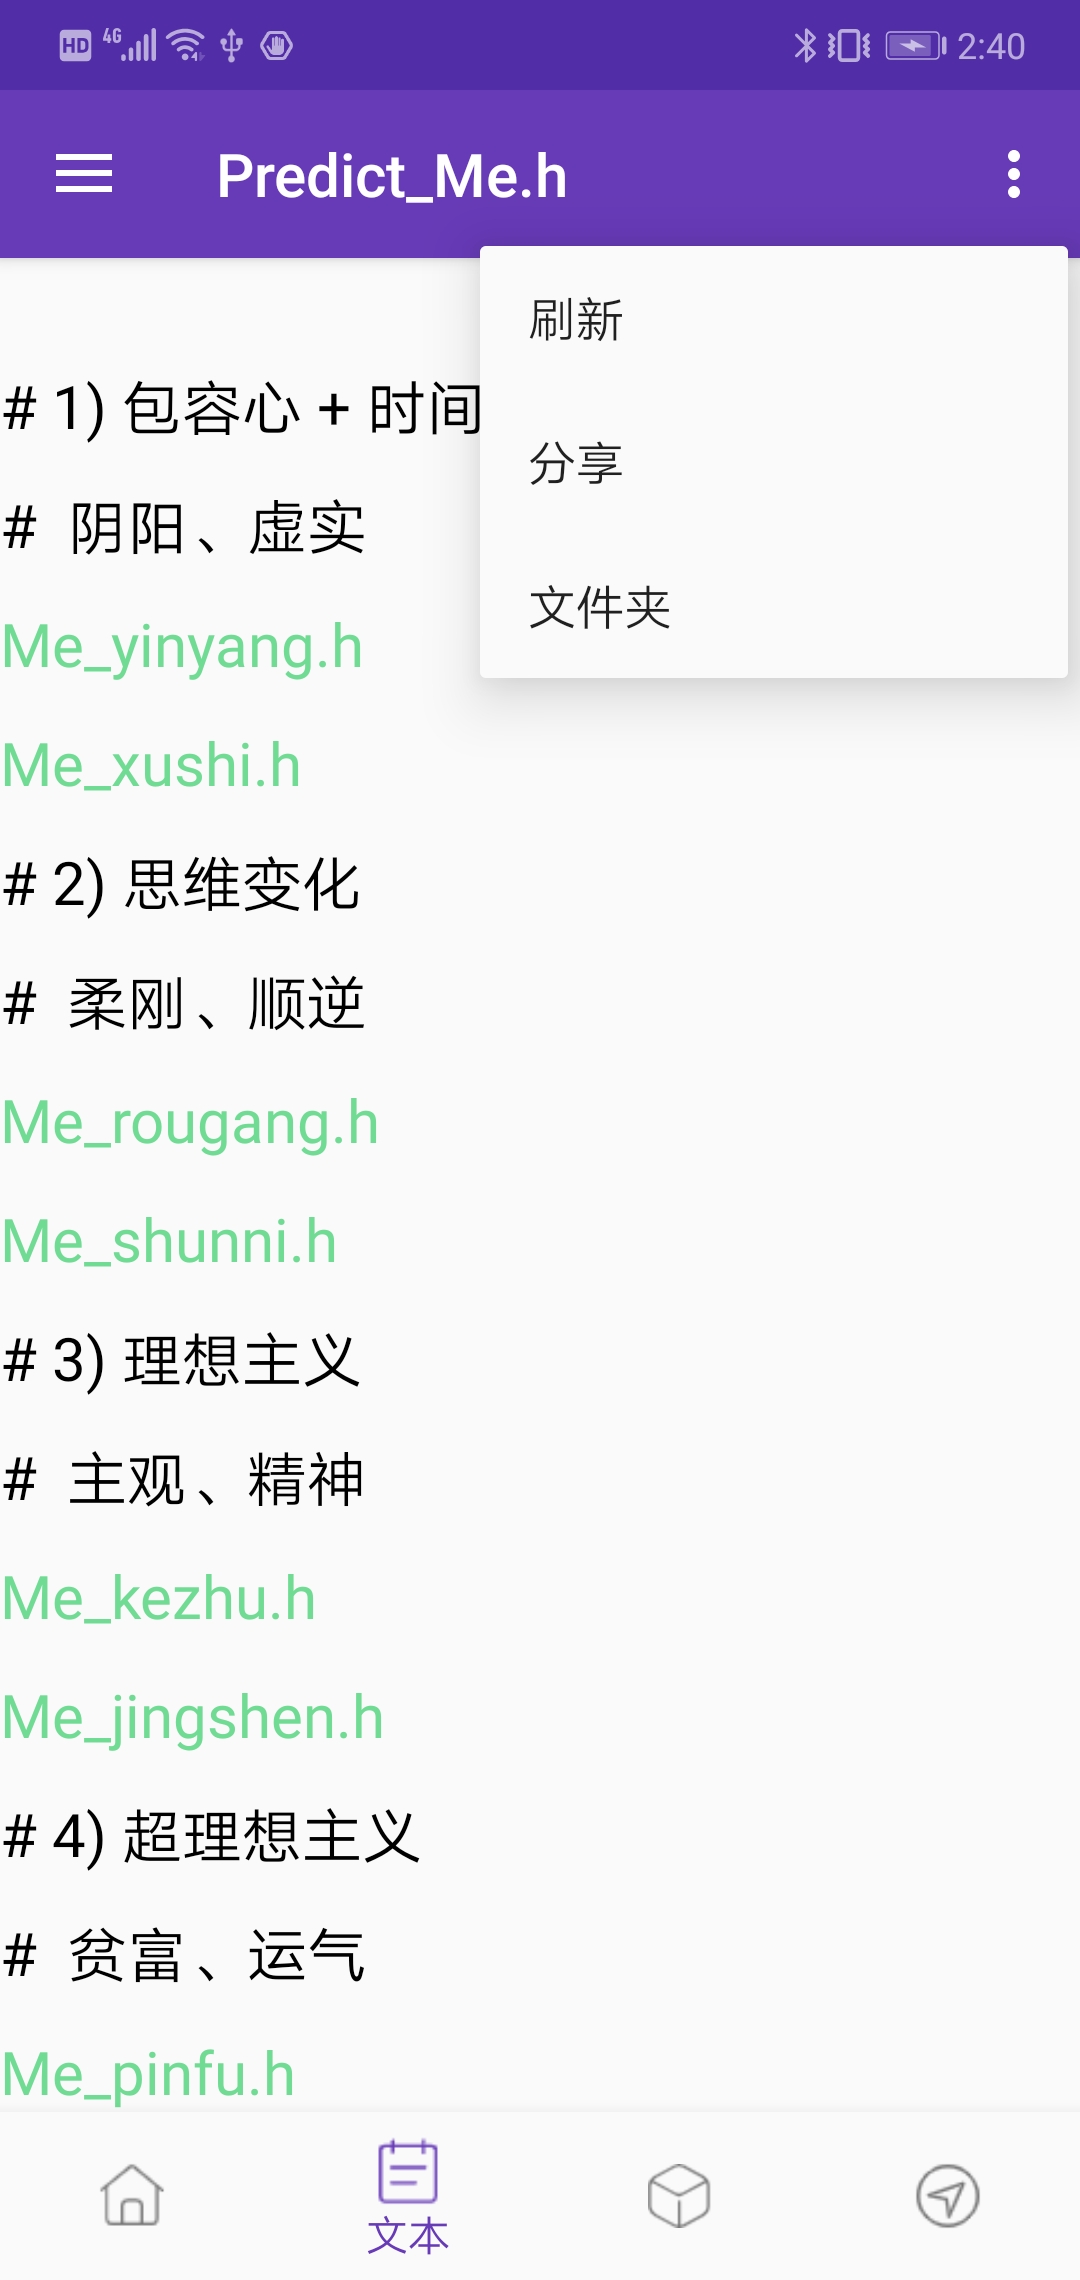 HD 4G 2:40
Predict_Me.h
刷新
分享
文件夹
# 1) 包容心 + 时间
# 阴阳、虚实
Me_yinyang.h
Me_xushi.h
# 2) 思维变化
# 柔刚、顺逆
Me_rougang.h
Me_shunni.h
# 3) 理想主义
# 主观、精神
Me_kezhu.h
Me_jingshen.h
# 4) 超理想主义
# 贫富、运气
Me_pinfu.h
文本